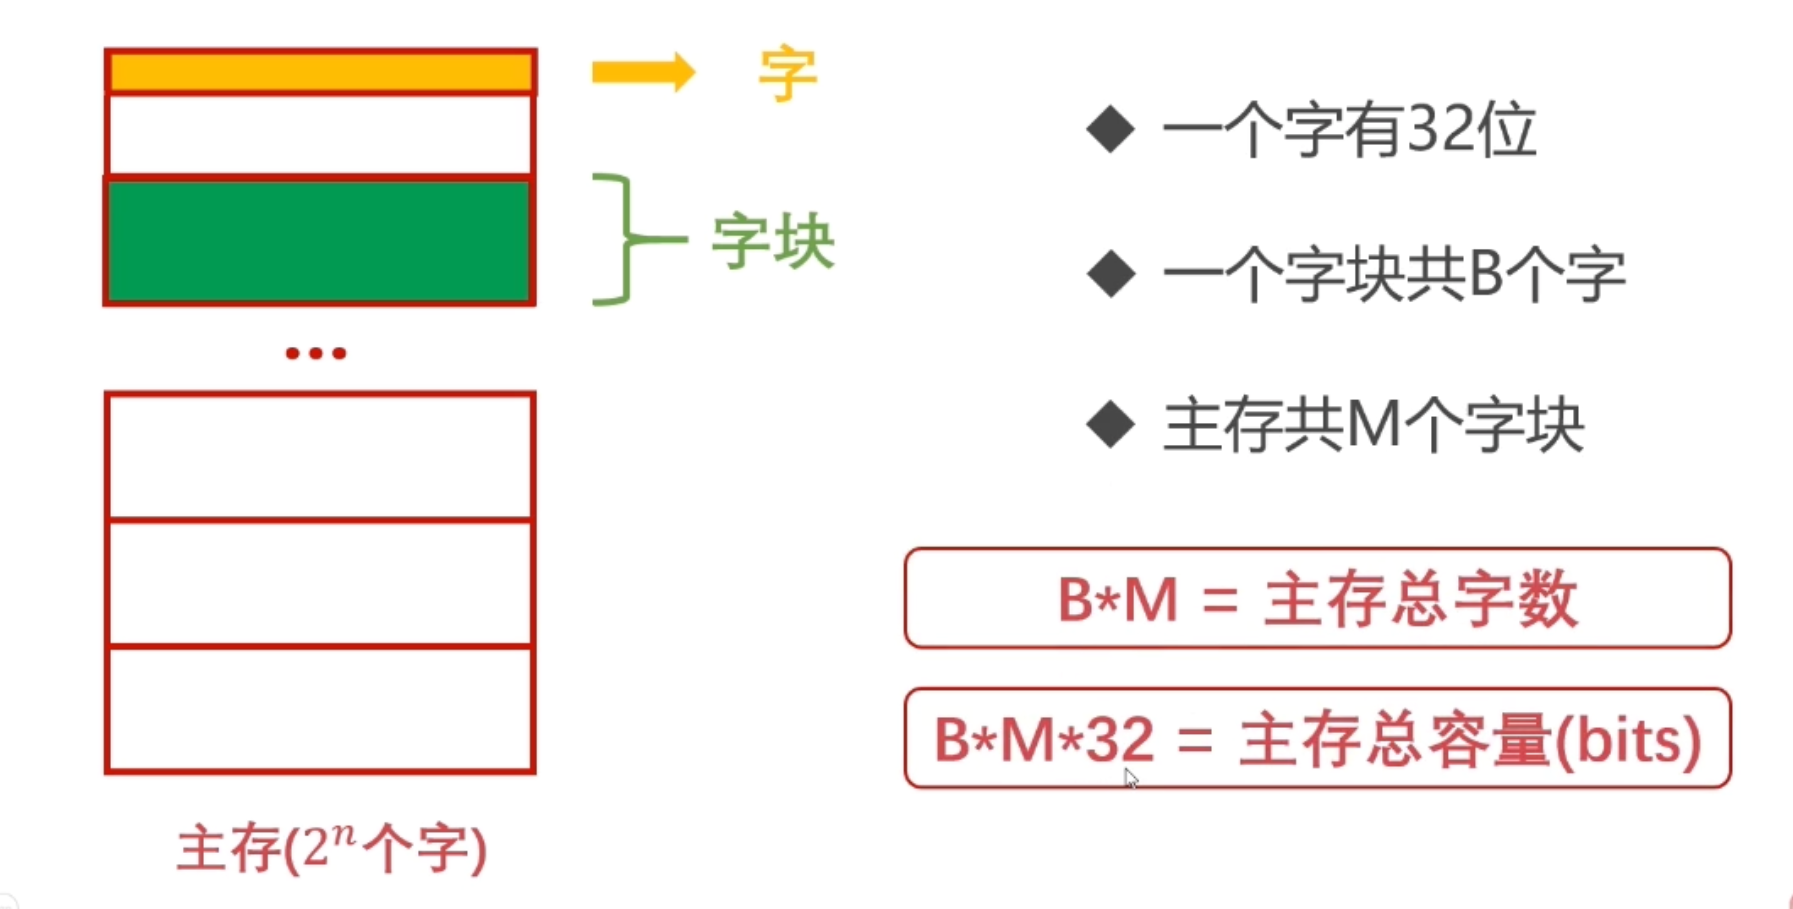 字
字块
主存(2ⁿ个字)
一个字有32位
一个字块共B个字
主存共M个字块
B*M = 主存总字数
B*M*32 = 主存总容量(bits)